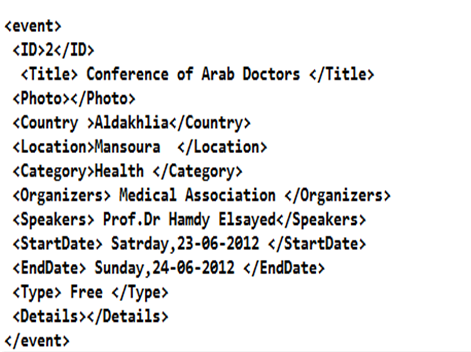 <event>
<ID>2</ID>
<Title> Conference of Arab Doctors </Title>
<Photo></Photo>
<Country >Aldakhlia</Country>
<Location>Mansoura  </Location>
<Category>Health </Category>
<Organizers> Medical Association </Organizers>
<Speakers> Prof.Dr Hamdy Elsayed</Speakers>
<StartDate> Satrday,23-06-2012 </StartDate>
<EndDate> Sunday,24-06-2012 </EndDate>
<Type> Free </Type>
<Details></Details>
</event>